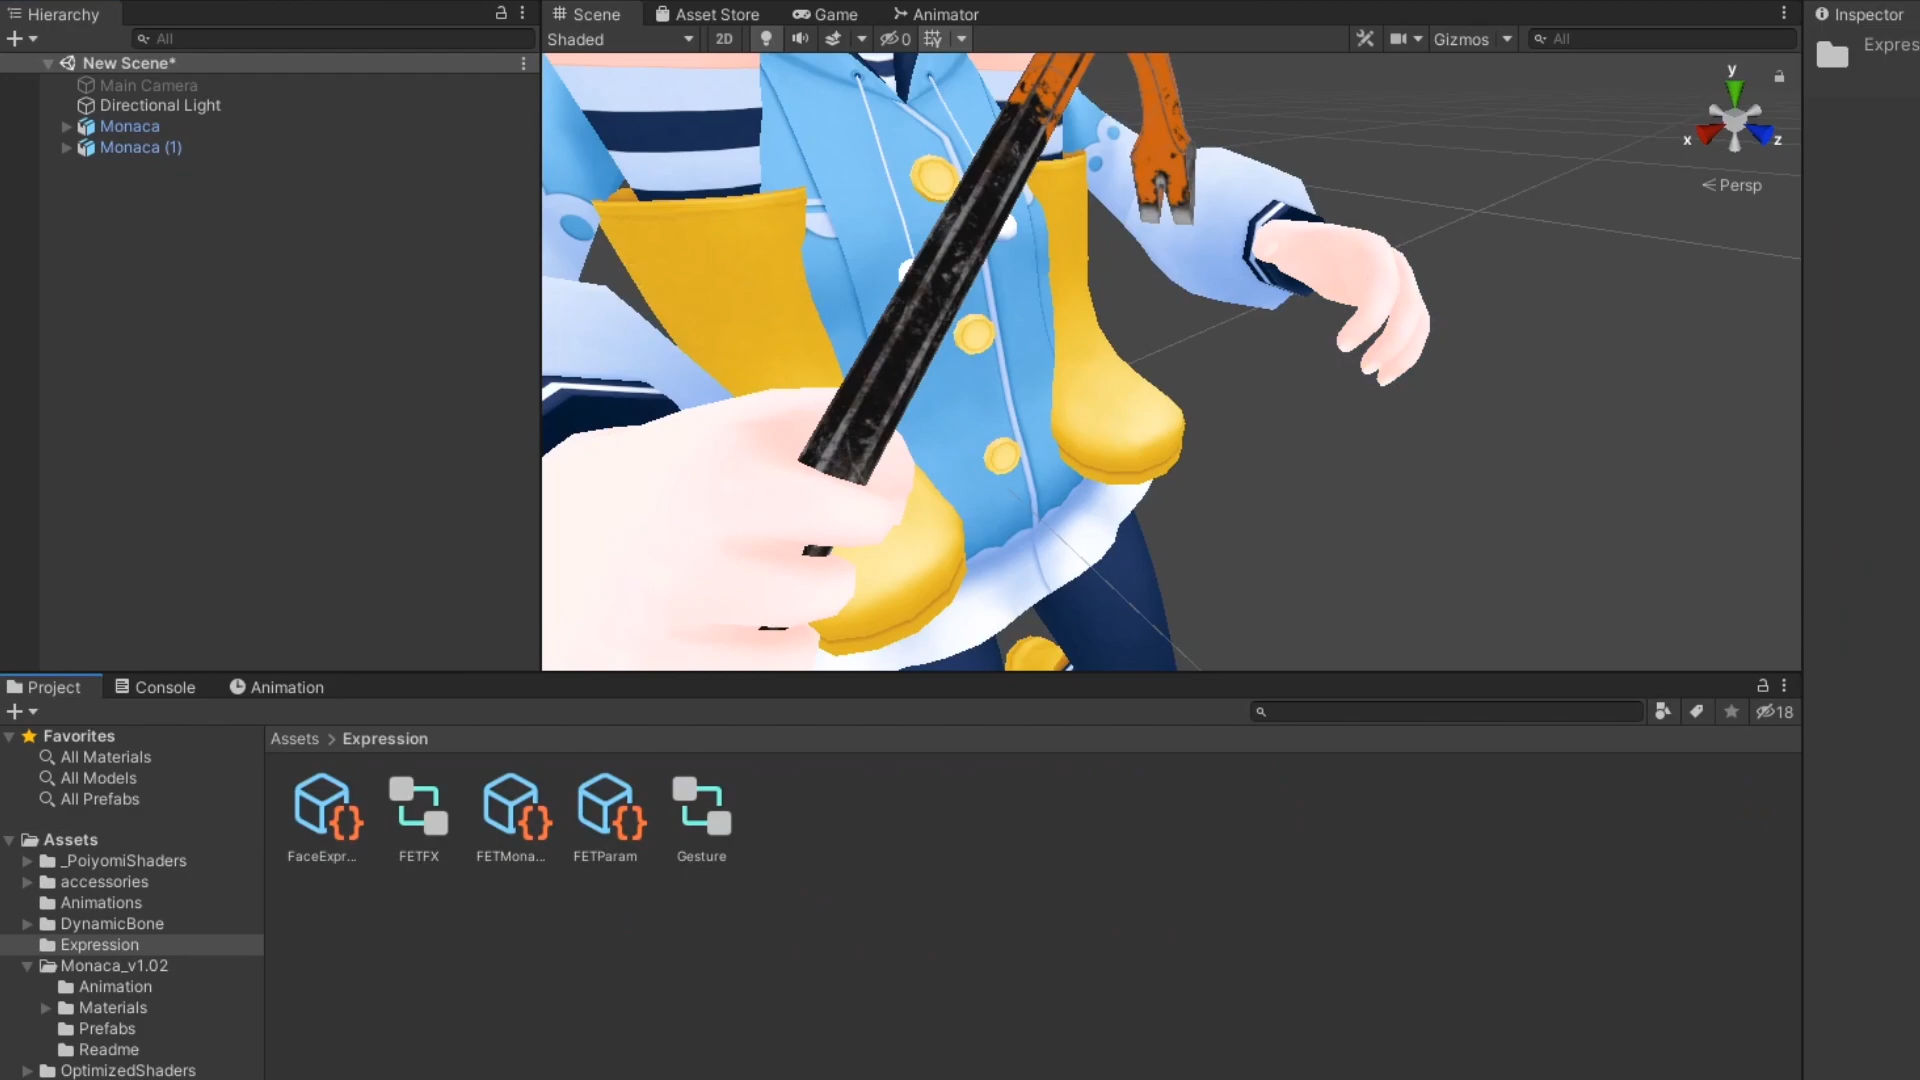 Hierarchy
Scene
Asset Store
Game
Animator
Inspector
All
Shaded
2D
0
Gizmos
All
Expres
New Scene*
Main Camera
Directional Light
Monaca
Monaca (1)
y
x
z
Persp
Project
Console
Animation
18
Favorites
All Materials
All Models
All Prefabs
Assets > Expression
FaceExpr...
FETFX
FETMona...
FETParam
Gesture
Assets
_PoiyomiShaders
accessories
Animations
DynamicBone
Expression
Monaca_v1.02
Animation
Materials
Prefabs
Readme
OptimizedShaders